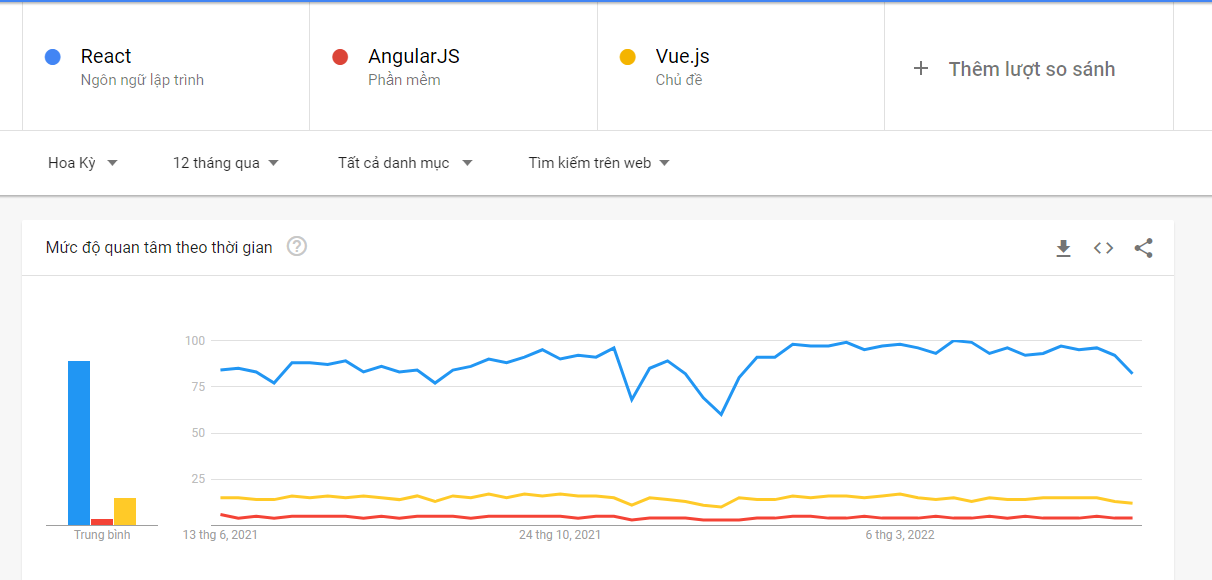 React
Ngôn ngữ lập trình
AngularJS
Phần mềm
Vue.js
Chủ đề
+ Thêm lượt so sánh
Hoa Kỳ
12 tháng qua
Tất cả danh mục
Tìm kiếm trên web
Mức độ quan tâm theo thời gian
?
100
75
50
25
Trung bình
13 thg 6, 2021
24 thg 10, 2021
6 thg 3, 2022